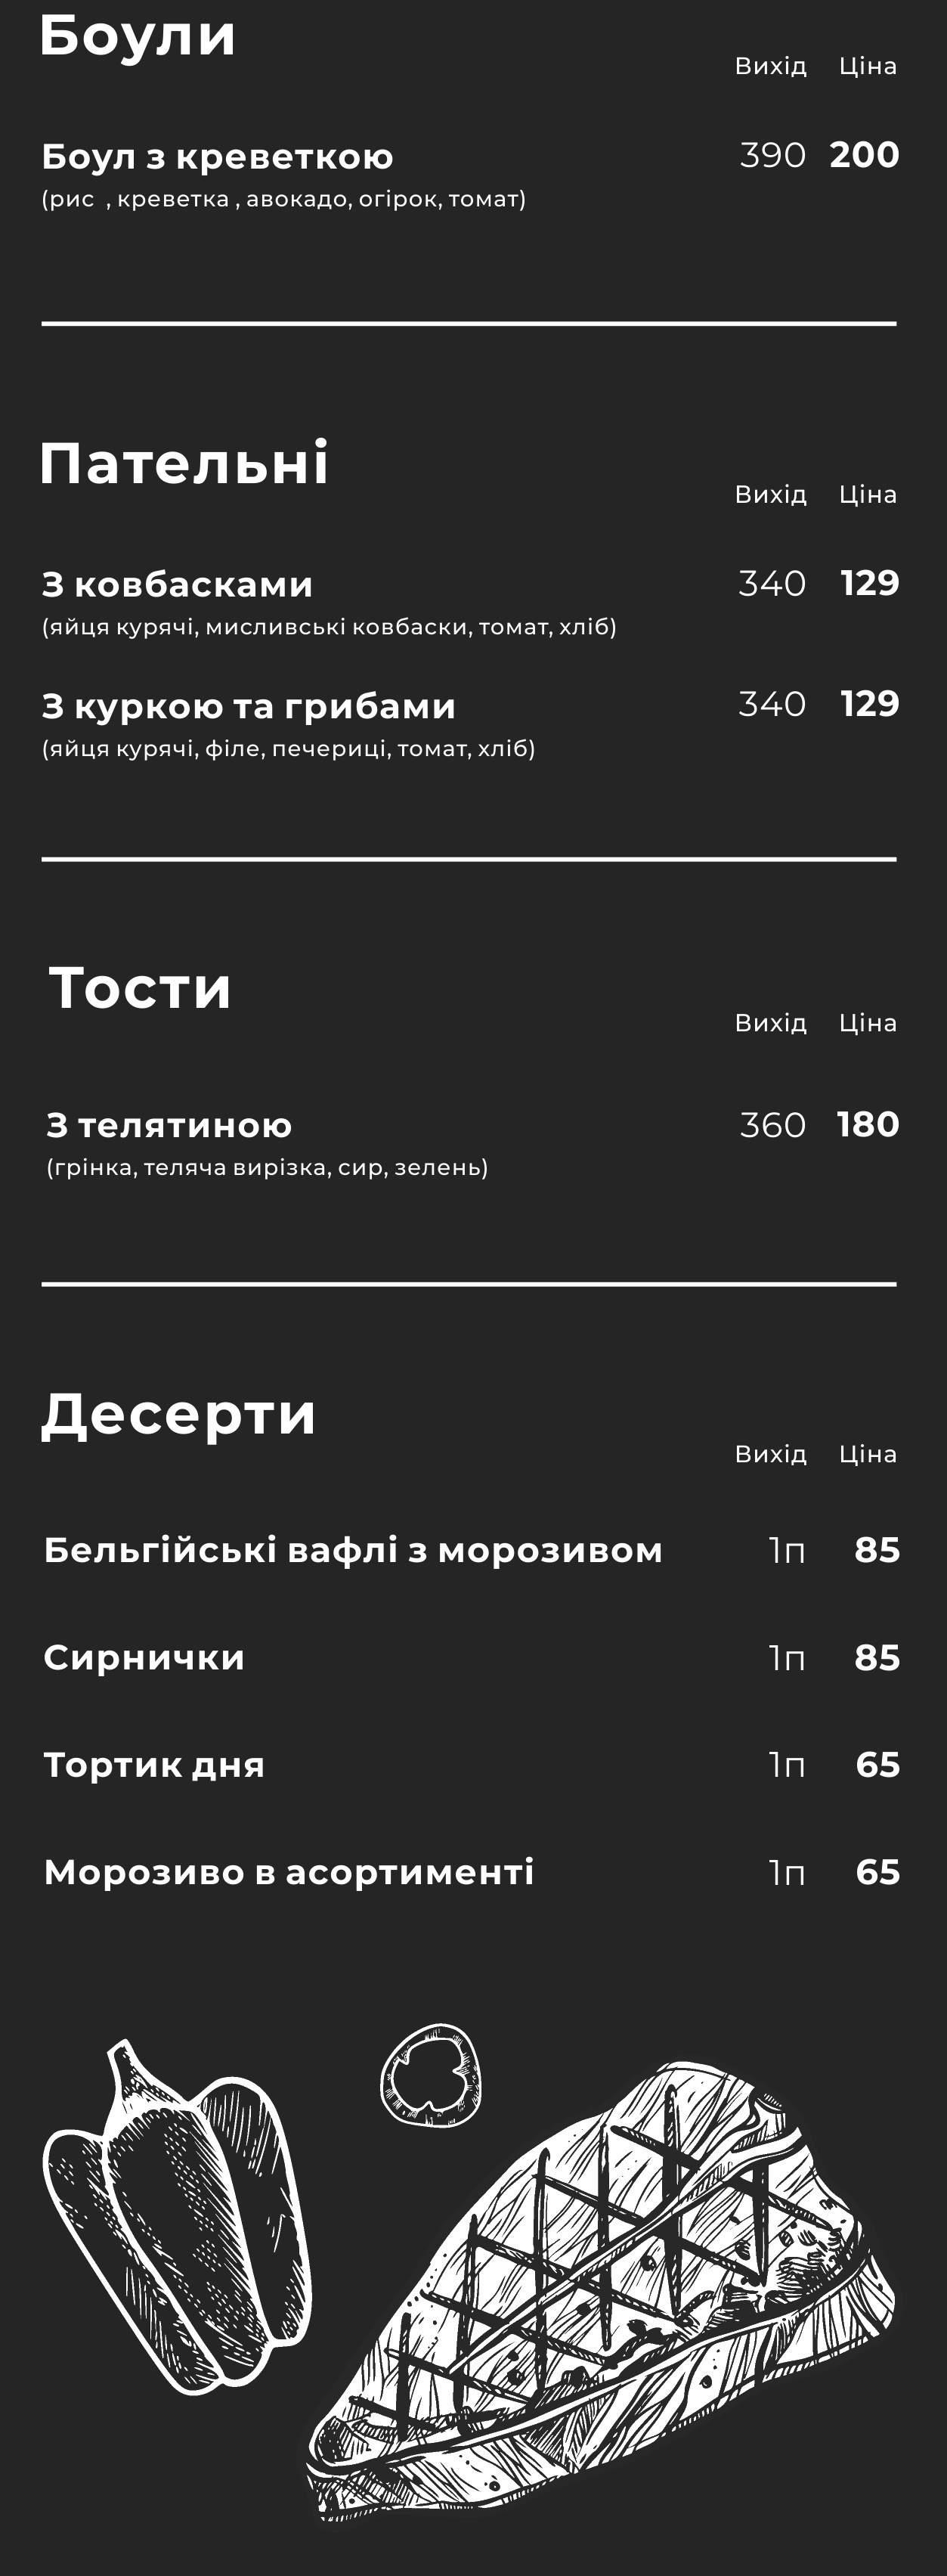 Боули
Вихід Ціна
Боул з креветкою 390 200
(рис , креветка , авокадо, огірок, томат)
Пательні
Вихід Ціна
З ковбасками 340 129
(яйця курячі, мисливські ковбаски, томат, хліб)
З куркою та грибами 340 129
(яйця курячі, філе, печериці, томат, хліб)
Тости
Вихід Ціна
З телятиною 360 180
(грінка, теляча вирізка, сир, зелень)
Десерти
Вихід Ціна
Бельгійські вафлі з морозивом 1п 85
Сирнички 1п 85
Тортик дня 1п 65
Морозиво в асортименті 1п 65